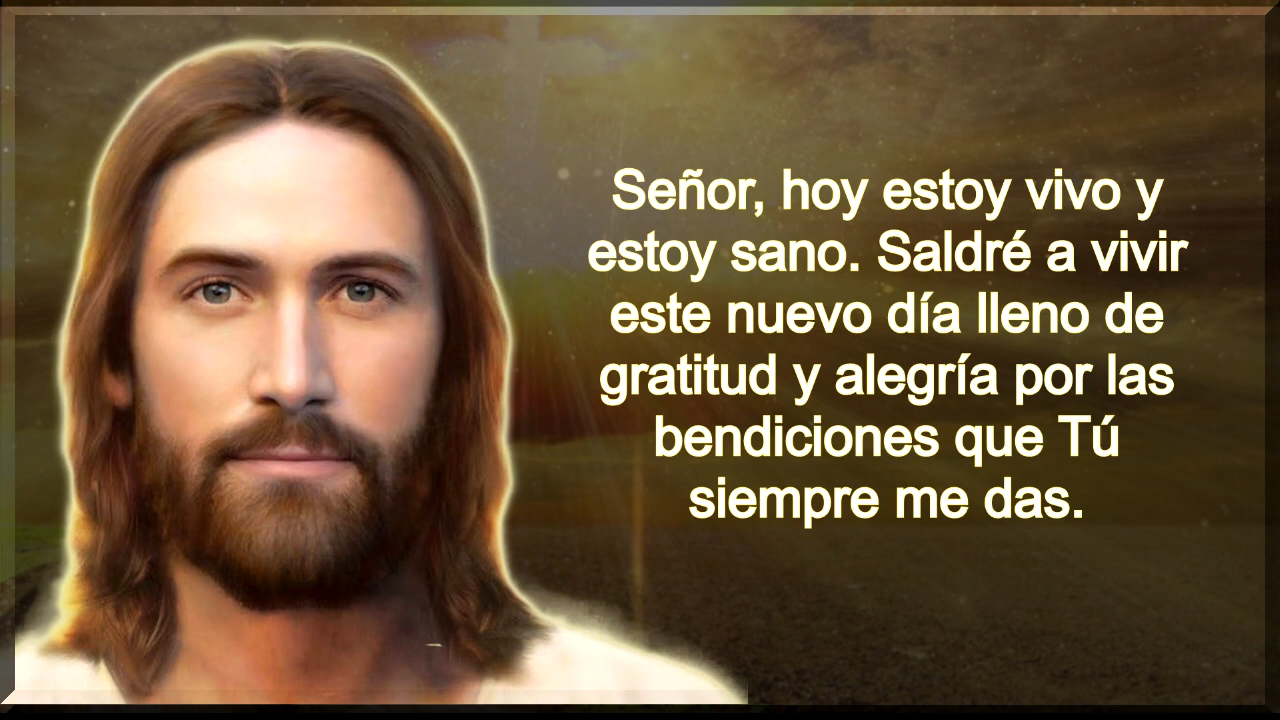 Señor, hoy estoy vivo y
estoy sano. Saldré a vivir
este nuevo día lleno de
gratitud y alegría por las
bendiciones que Tú
siempre me das.